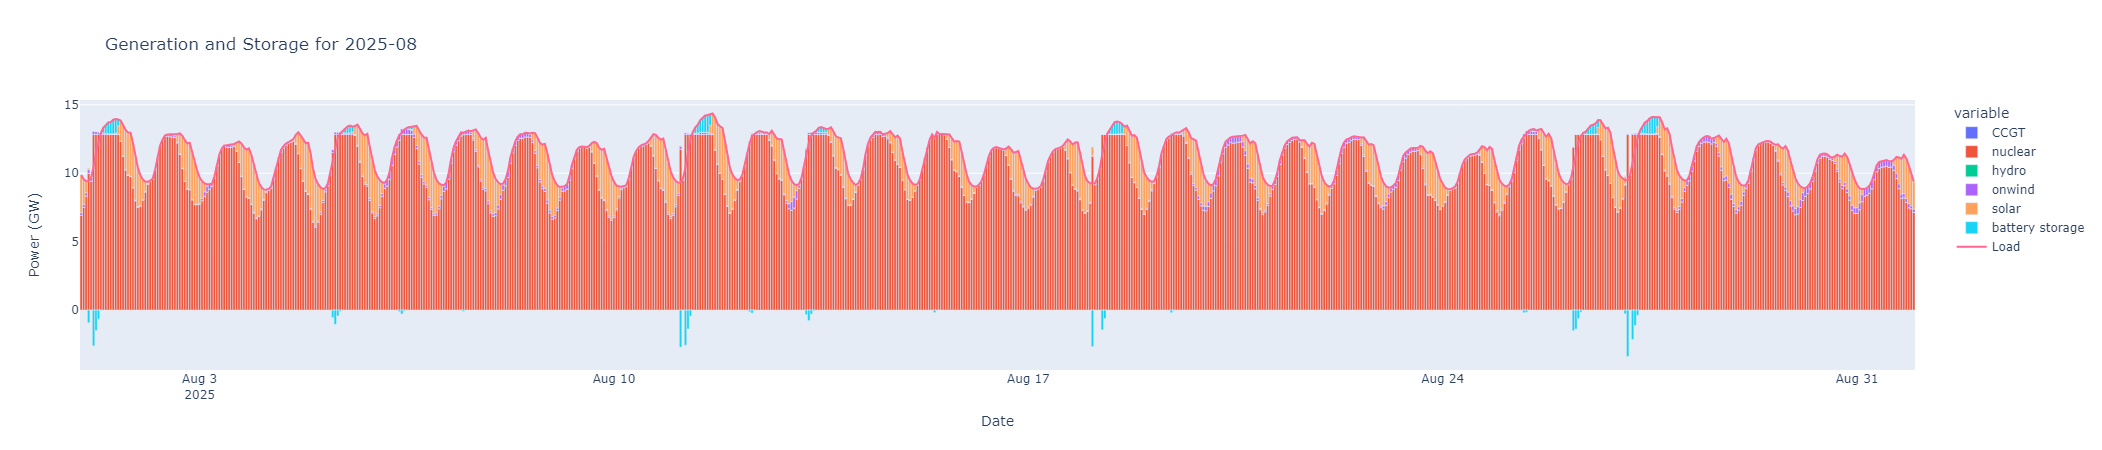 Generation and Storage for 2025-08
15
10
5
0
Power (GW)
Aug 3
2025
Aug 10
Aug 17
Aug 24
Aug 31
Date
variable
CCGT
nuclear
hydro
onwind
solar
battery storage
Load